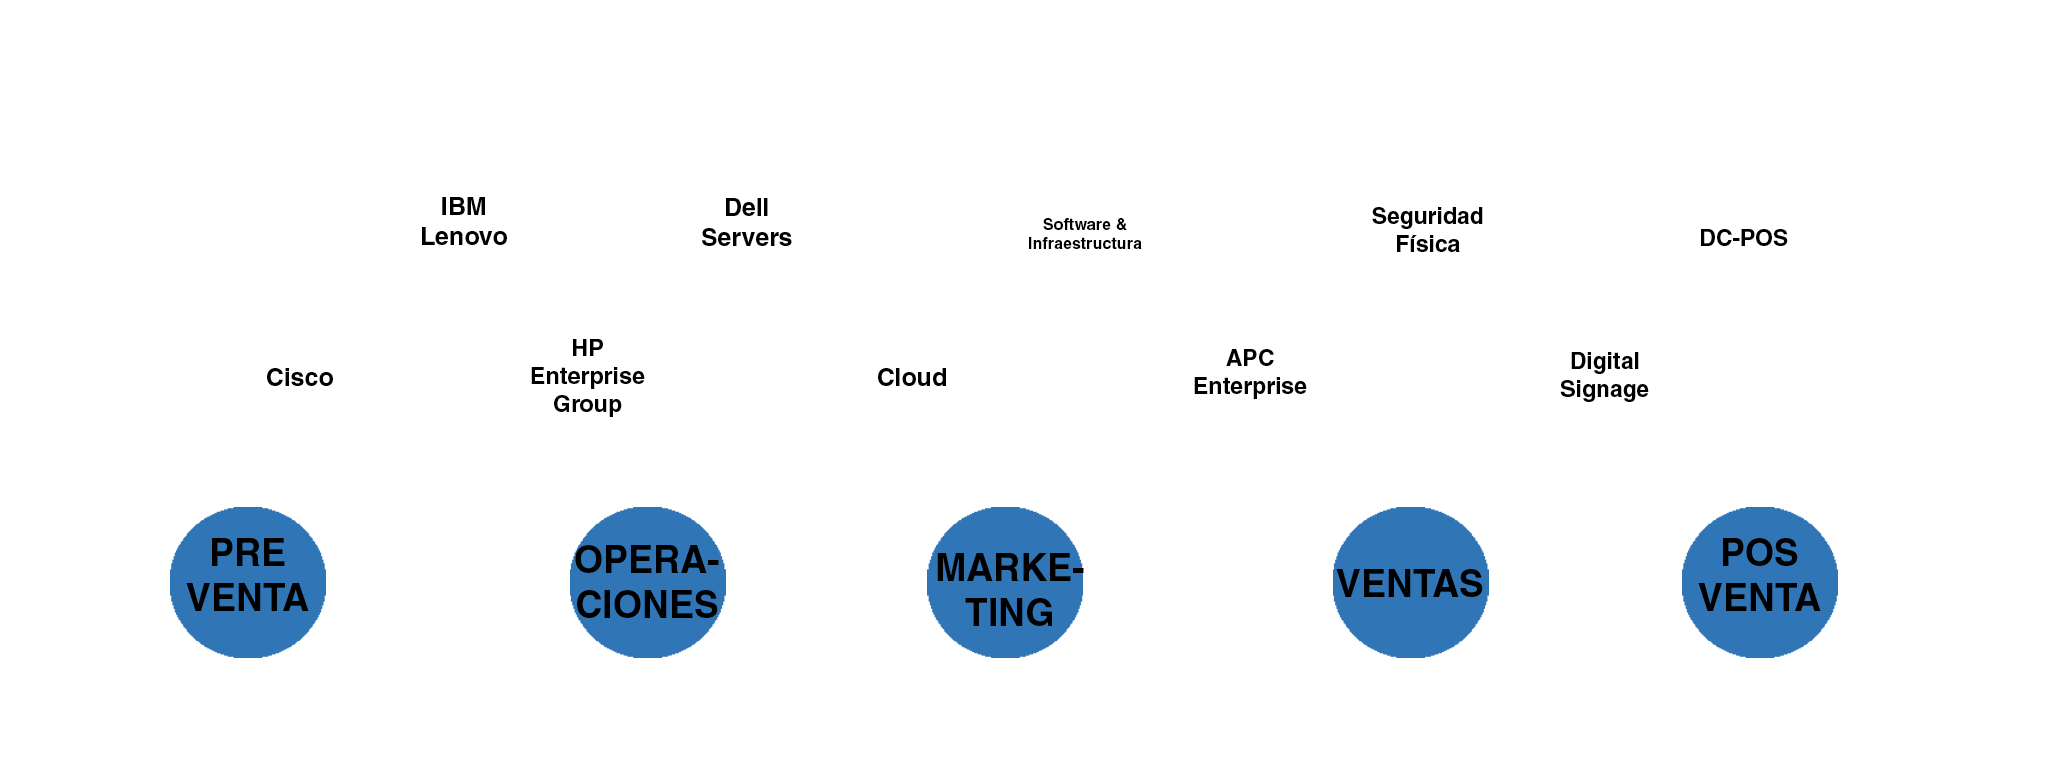 IBM
Lenovo
Dell
Servers
Software &
Infraestructura
Seguridad
Física
DC-POS
Cisco
HP
Enterprise
Group
Cloud
APC
Enterprise
Digital
Signage
PRE
VENTA
OPERA-
CIONES
MARKE-
TING
VENTAS
POS
VENTA